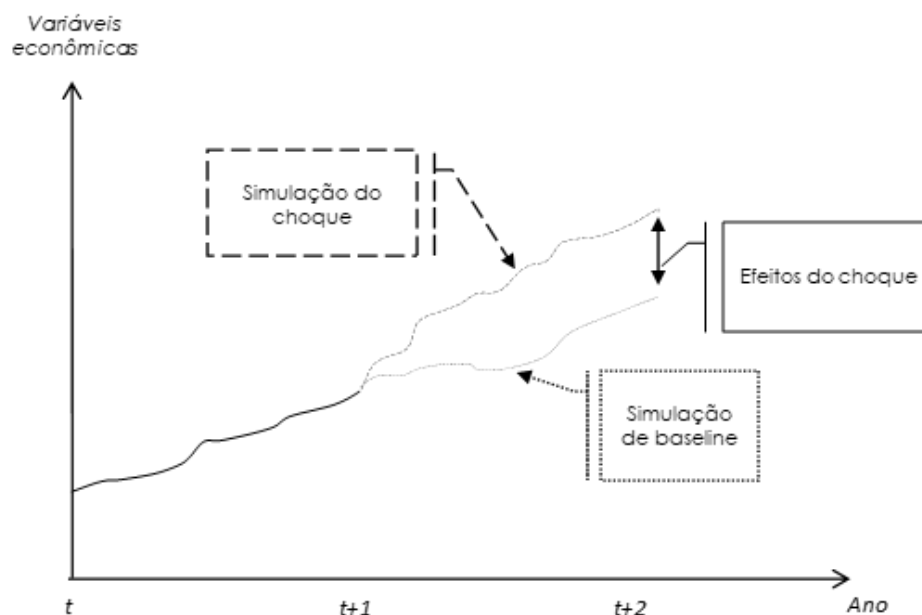 Variáveis
econômicas
Simulação do
choque
Efeitos do choque
Simulação
de baseline
t
t+1
t+2
Ano